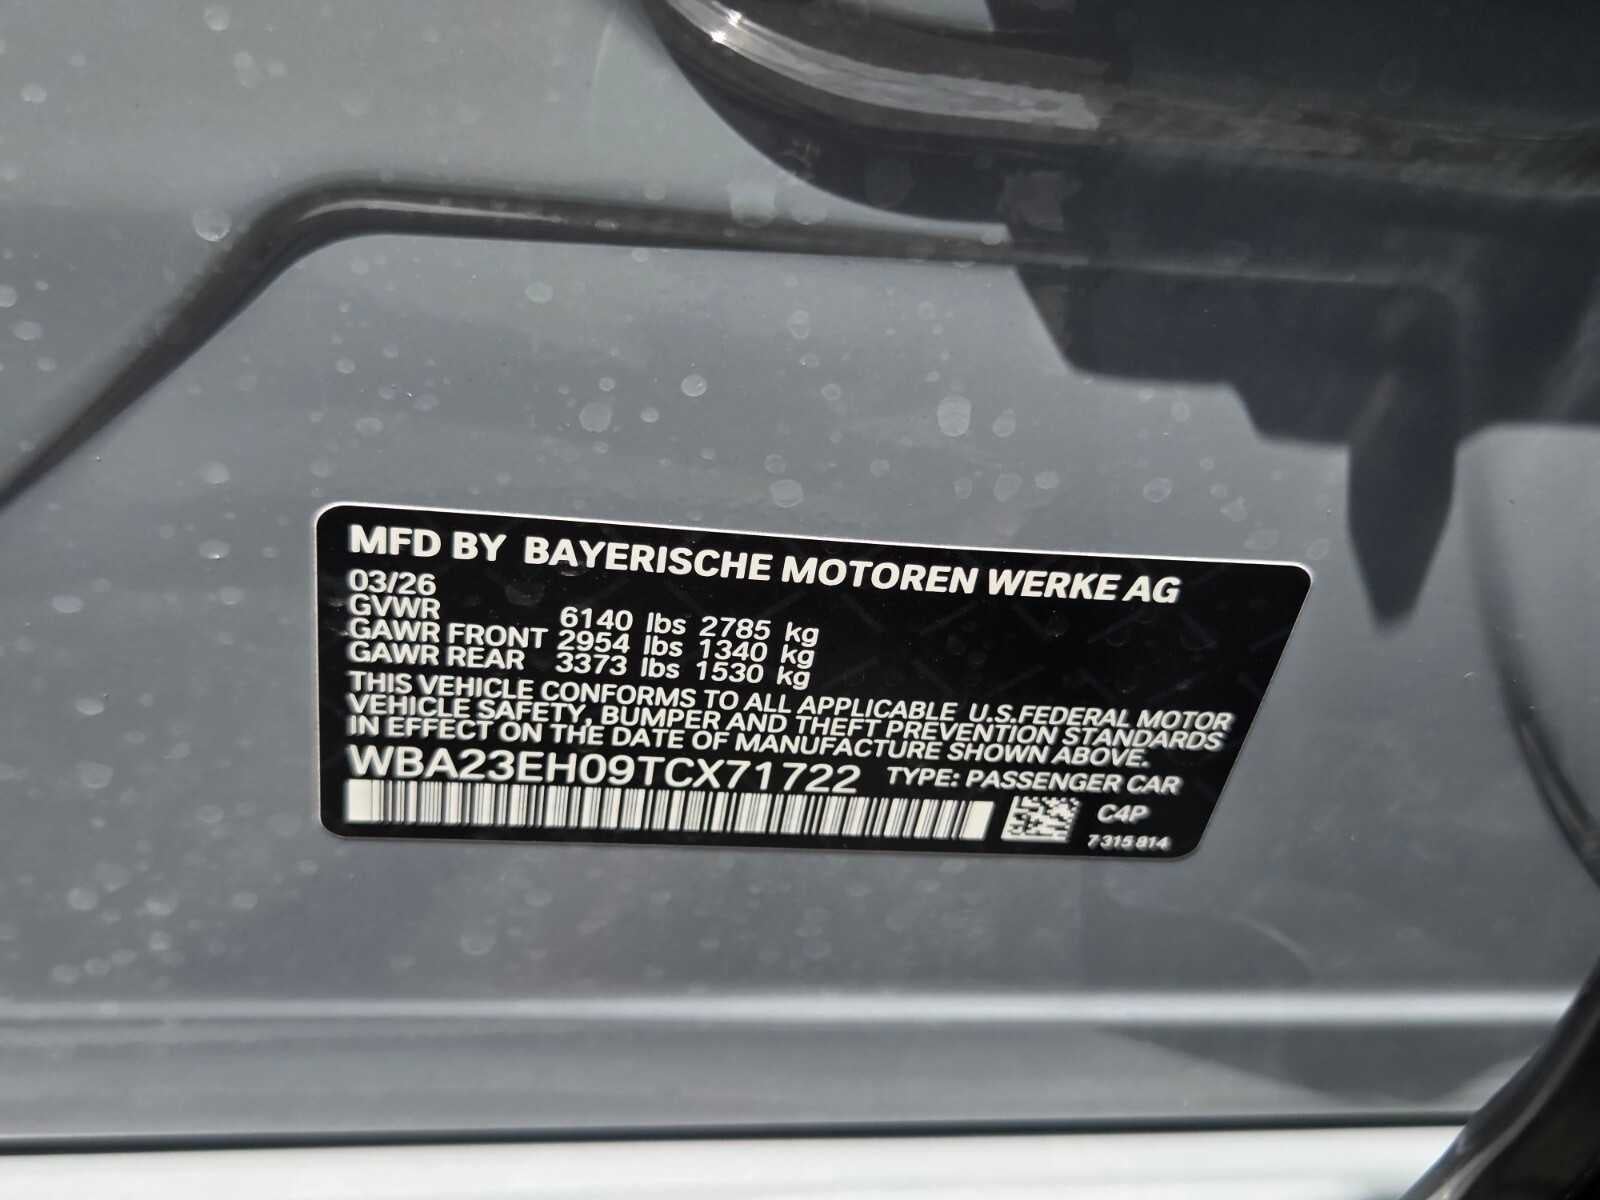 MFD BY BAYERISCHE MOTOREN WERKE AG
03/26
GVWR 6140 lbs 2785 kg
GAWR FRONT 2954 lbs 1340 kg
GAWR REAR 3373 lbs 1530 kg
THIS VEHICLE CONFORMS TO ALL APPLICABLE U.S.FEDERAL MOTOR
VEHICLE SAFETY, BUMPER AND THEFT PREVENTION STANDARDS
IN EFFECT ON THE DATE OF MANUFACTURE SHOWN ABOVE.
WBA23EH09TCX71722 TYPE: PASSENGER CAR
C4P
7 315 814